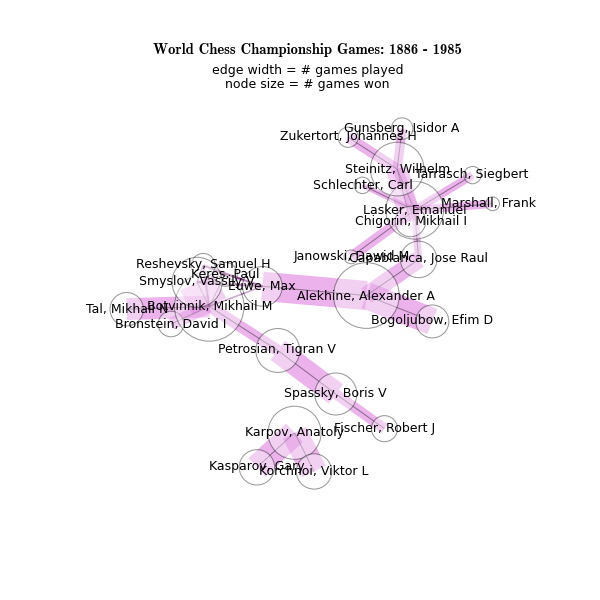 World Chess Championship Games: 1886 - 1985
edge width = # games played
node size = # games won
Gunsberg, Isidor A
Zukertort, Johannes H
Steinitz, Wilhelm
Tarrasch, Siegbert
Schlechter, Carl
Marshall, Frank
Lasker, Emanuel
Chigorin, Mikhail I
Janowski, Dawid M
Capablanca, Jose Raul
Reshevsky, Samuel H
Keres, Paul
Smyslov, Vassily V
Euwe, Max
Alekhine, Alexander A
Botvinnik, Mikhail M
Tal, Mikhail N
Bogoljubow, Efim D
Bronstein, David I
Petrosian, Tigran V
Spassky, Boris V
Fischer, Robert J
Karpov, Anatoly
Kasparov, Gary
Korchnoi, Viktor L